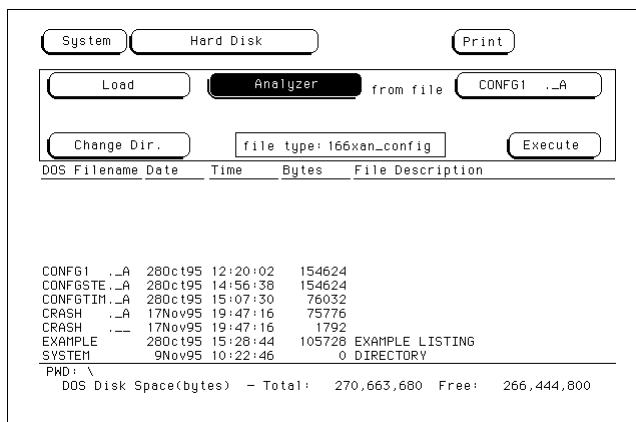 System Hard Disk Print
Load Analyzer from file CONFG1 ._A
Change Dir. file type: 166xan_config Execute
DOS Filename Date Time Bytes File Description
CONFG1 ._A 28Oct95 12:20:02 154624
CONFGSTE._A 28Oct95 14:56:38 154624
CONFGTIM._A 28Oct95 15:07:30 76032
CRASH ._A 17Nov95 19:47:16 75776
CRASH .__ 17Nov95 19:47:16 1792
EXAMPLE 28Oct95 15:28:44 105728 EXAMPLE LISTING
SYSTEM 9Nov95 10:22:46 0 DIRECTORY
PWD: \
DOS Disk Space(bytes) - Total: 270,663,680 Free: 266,444,800